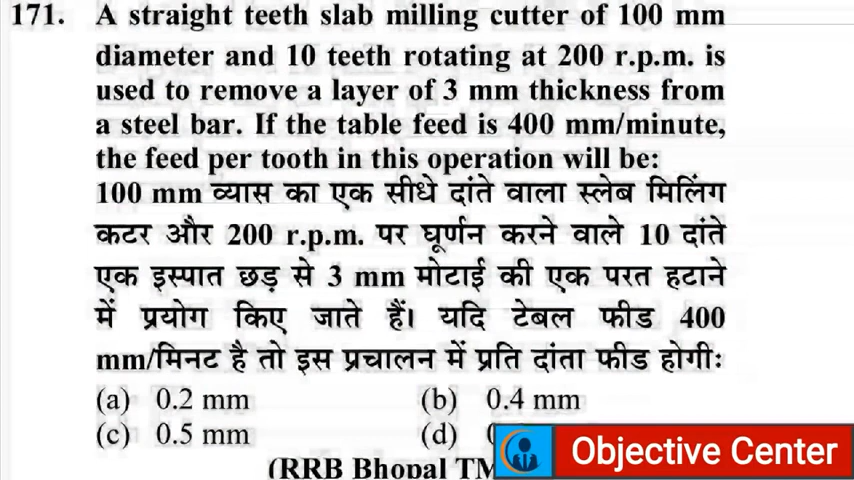 171. A straight teeth slab milling cutter of 100 mm
diameter and 10 teeth rotating at 200 r.p.m. is
used to remove a layer of 3 mm thickness from
a steel bar. If the table feed is 400 mm/minute,
the feed per tooth in this operation will be:
100 mm व्यास का एक सीधे दांते वाला स्लेब मिलिंग
कटर और 200 r.p.m. पर घूर्णन करने वाले 10 दांते
एक इस्पात छड़ से 3 mm मोटाई की एक परत हटाने
में प्रयोग किए जाते हैं। यदि टेबल फीड 400
mm/मिनट है तो इस प्रचालन में प्रति दांता फीड होगीः
(a) 0.2 mm (b) 0.4 mm
(c) 0.5 mm (d)
(RRB Bhopal
Objective Center